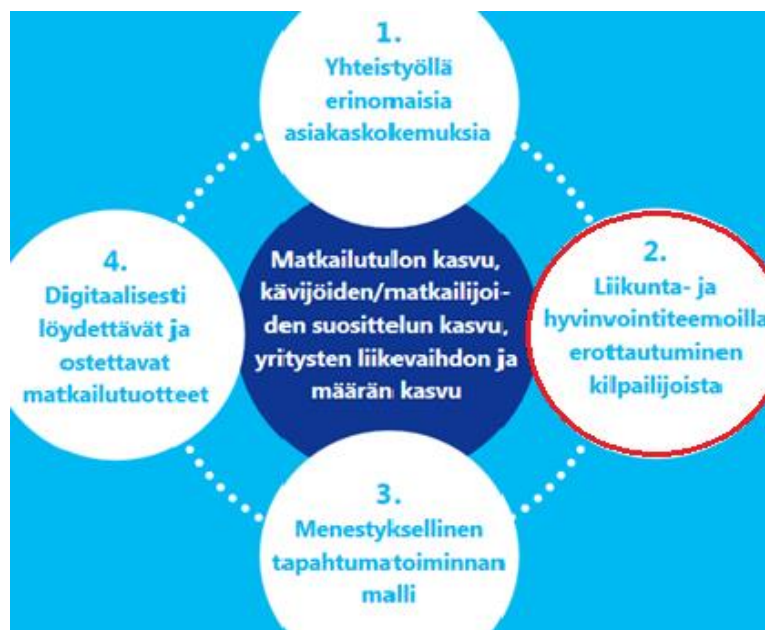 1.
Yhteistyöllä
erinomaisia
asiakaskokemuksia
2.
Liikunta- ja
hyvinvointiteemoilla
erottautuminen
kilpailijoista
3.
Menestyksellinen
tapahtumatoiminnan
malli
4.
Digitaalisesti
löydettävät ja
ostettavat
matkailutuotteet
Matkailutulon kasvu,
kävijöiden/matkailijoi-
den suosittelun kasvu,
yritysten liikevaihdon ja
määrän kasvu